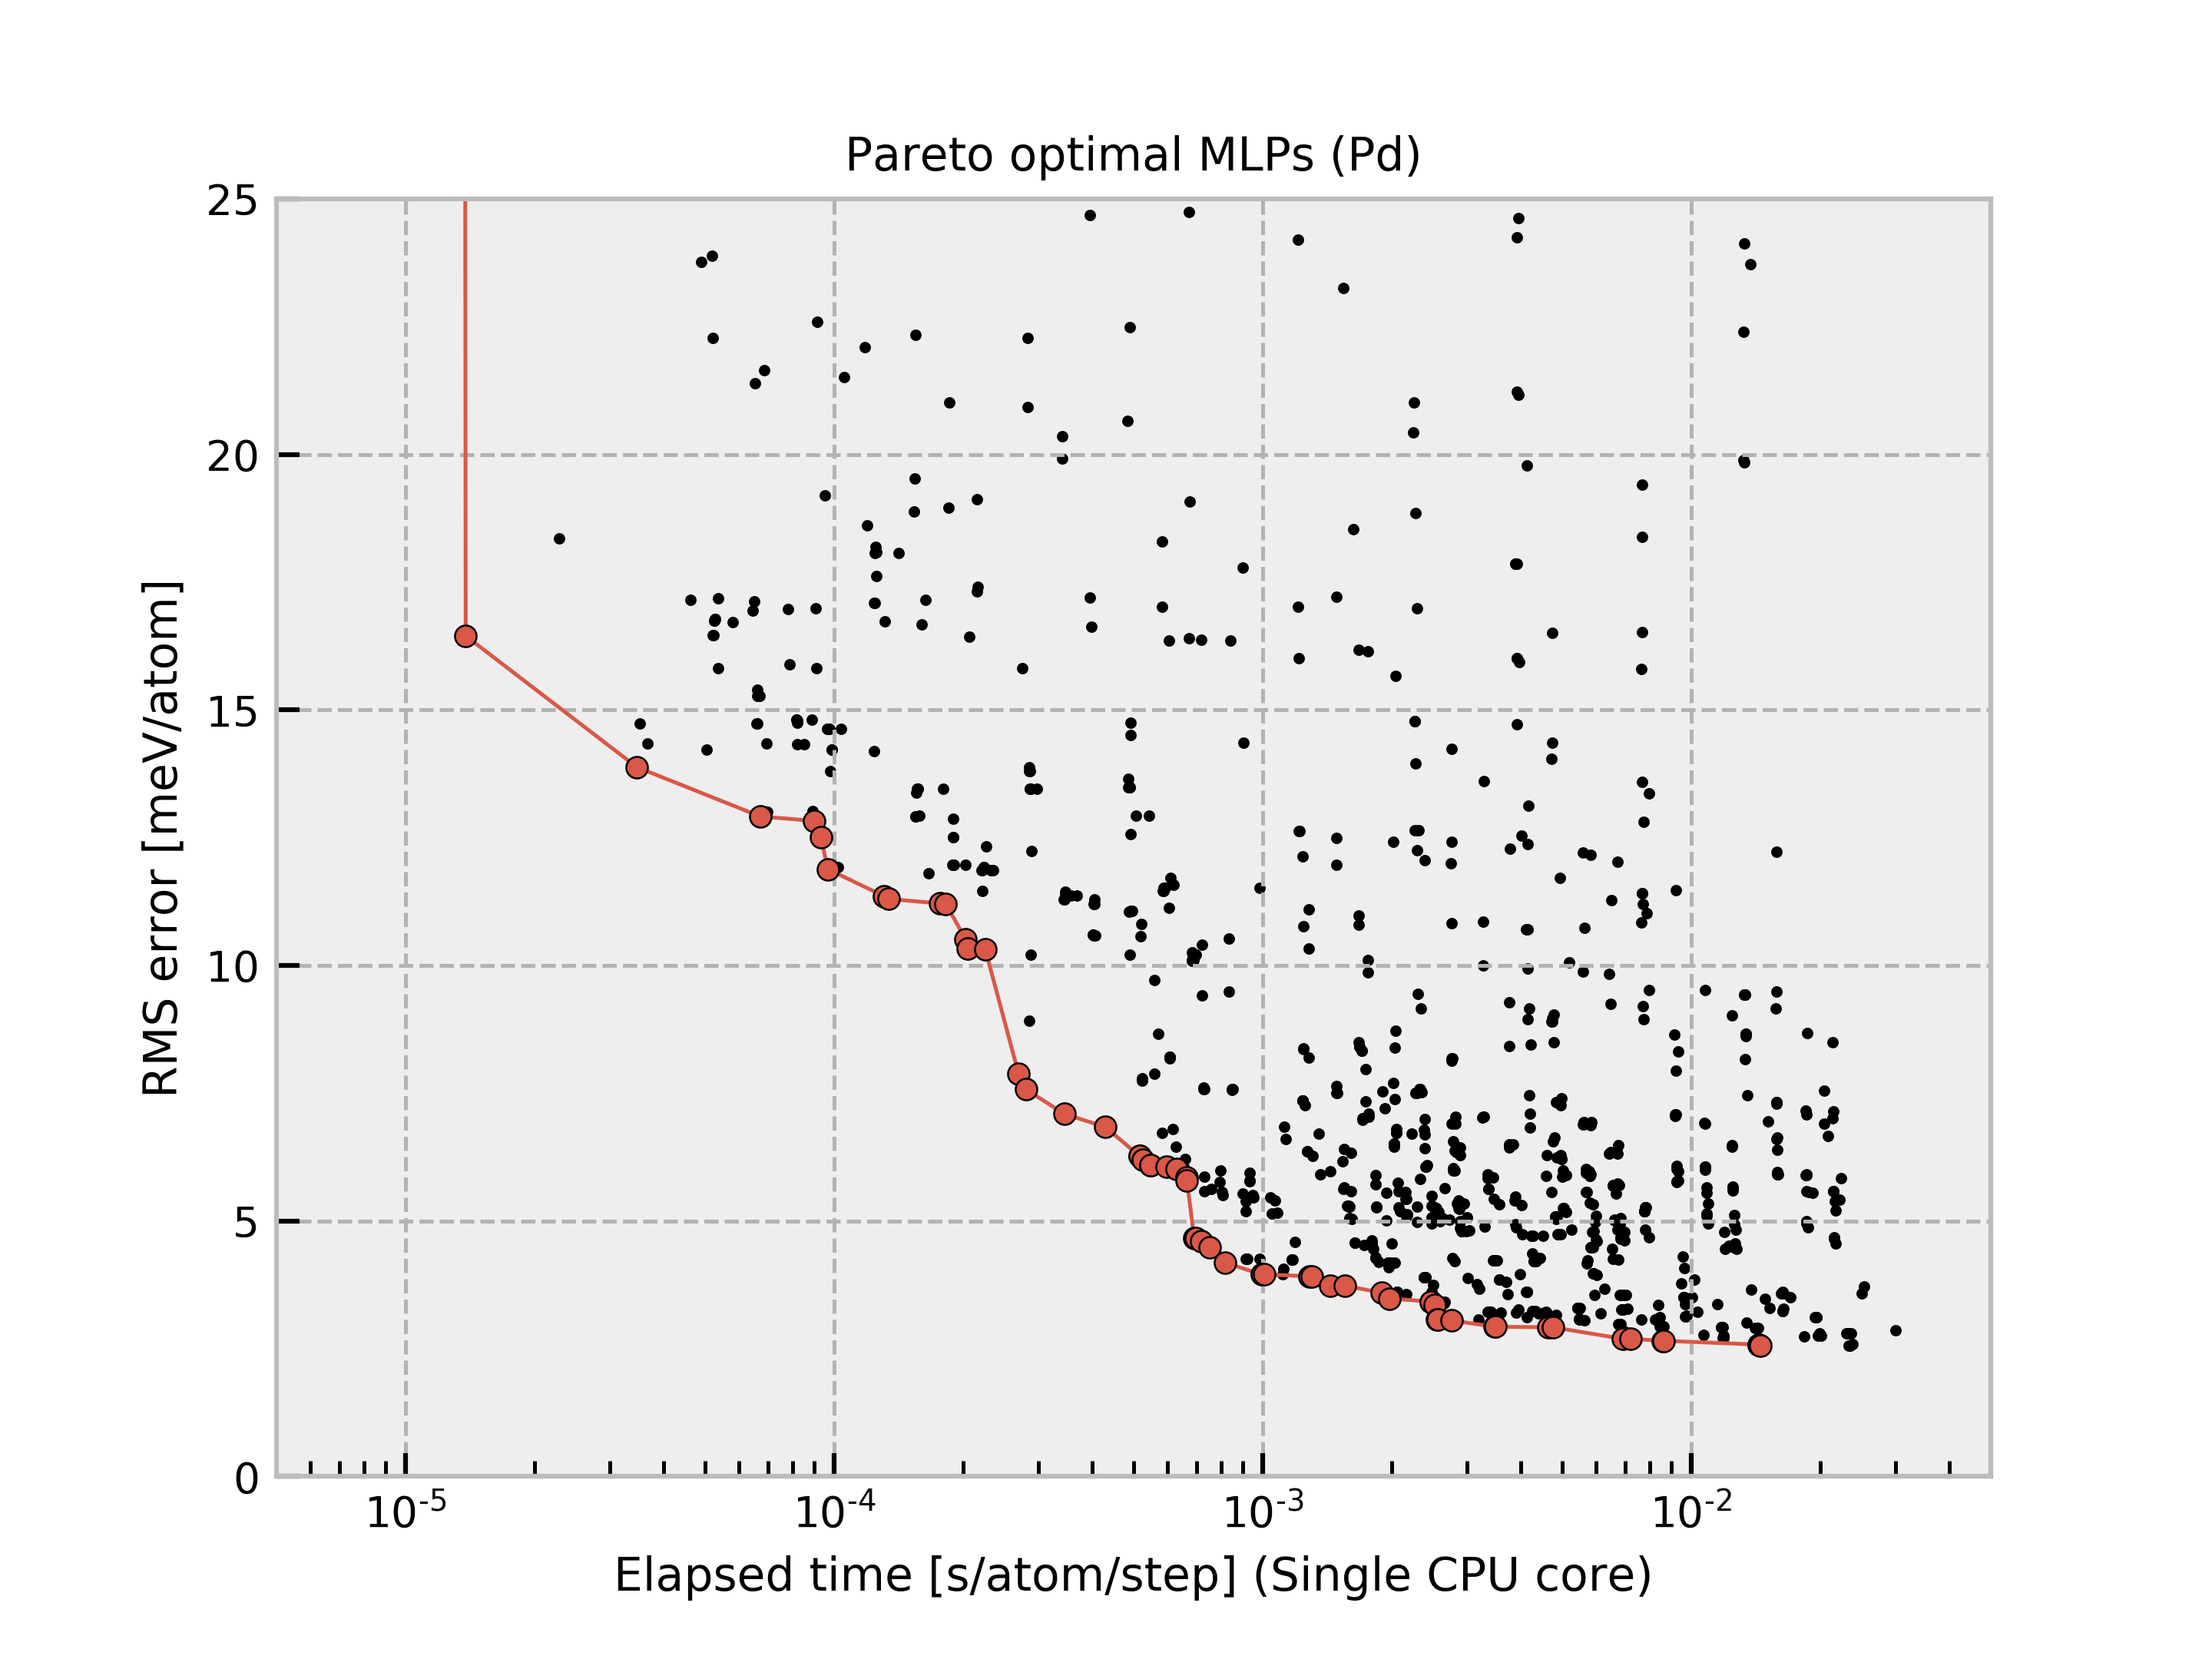 Pareto optimal MLPs (Pd)
25
20
15
10
5
0
RMS error [meV/atom]
10-5 10-4 10-3 10-2
Elapsed time [s/atom/step] (Single CPU core)